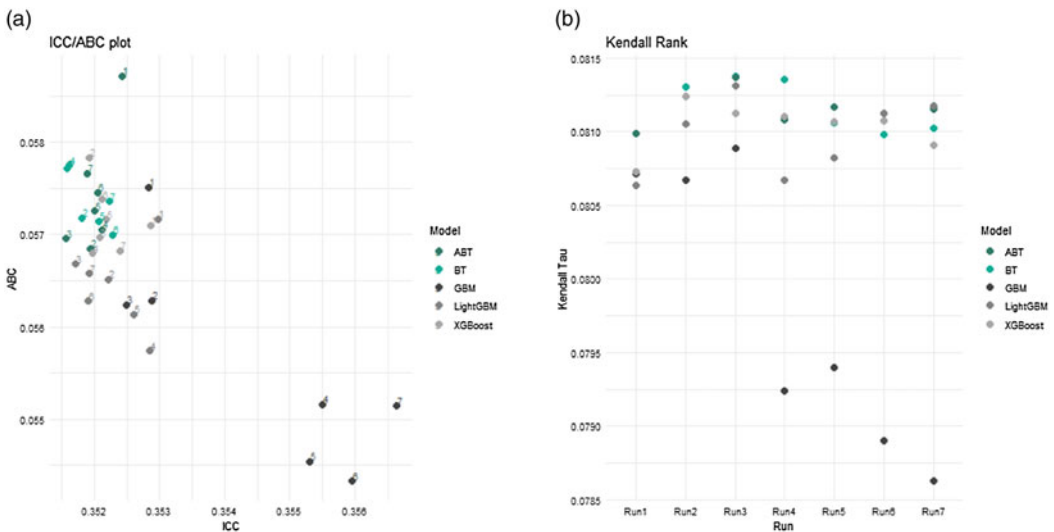 (a)
ICC/ABC plot
0.058
0.057
0.056
0.055
ABC
0.352
0.353
0.354
0.355
0.356
ICC
Model
ABT
BT
GBM
LightGBM
XGBoost
(b)
Kendall Rank
0.0815
0.0810
0.0805
0.0800
0.0795
0.0790
0.0785
Kendall Tau
Run1
Run2
Run3
Run4
Run5
Run6
Run7
Run
Model
ABT
BT
GBM
LightGBM
XGBoost